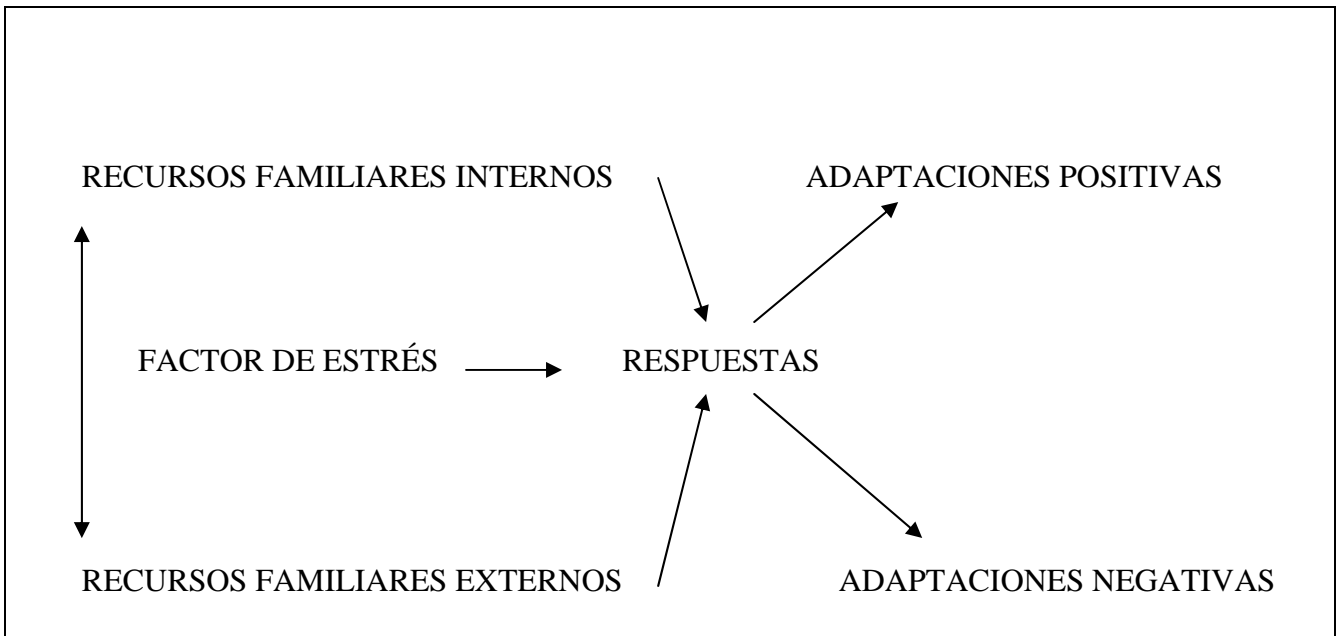 RECURSOS FAMILIARES INTERNOS
ADAPTACIONES POSITIVAS
FACTOR DE ESTRÉS
RESPUESTAS
RECURSOS FAMILIARES EXTERNOS
ADAPTACIONES NEGATIVAS